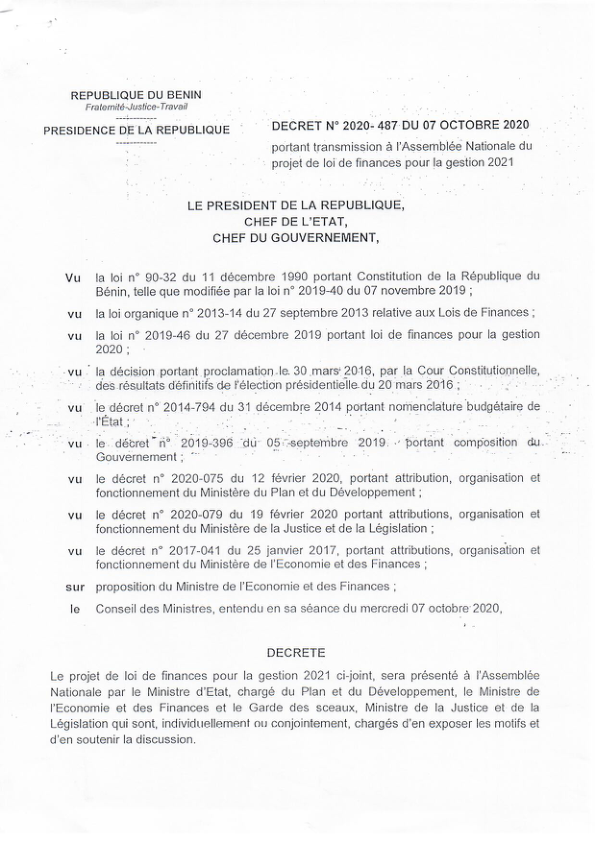 REPUBLIQUE DU BENIN
Fraternité-Justice-Travail
------------
PRESIDENCE DE LA REPUBLIQUE
------------
DECRET N° 2020- 487 DU 07 OCTOBRE 2020
portant transmission à l'Assemblée Nationale du
projet de loi de finances pour la gestion 2021
LE PRESIDENT DE LA REPUBLIQUE,
CHEF DE L'ETAT,
CHEF DU GOUVERNEMENT,
Vu la loi n° 90-32 du 11 décembre 1990 portant Constitution de la République du
Bénin, telle que modifiée par la loi n° 2019-40 du 07 novembre 2019 ;
vu la loi organique n° 2013-14 du 27 septembre 2013 relative aux Lois de Finances ;
vu la loi n° 2019-46 du 27 décembre 2019 portant loi de finances pour la gestion
2020 ;
vu la décision portant proclamation le 30 mars 2016, par la Cour Constitutionnelle,
des résultats définitifs de l'élection présidentielle du 20 mars 2016 ;
vu le décret n° 2014-794 du 31 décembre 2014 portant nomenclature budgétaire de
l'État ;
vu le décret n° 2019-396 du 05 septembre 2019 portant composition du
Gouvernement ;
vu le décret n° 2020-075 du 12 février 2020, portant attribution, organisation et
fonctionnement du Ministère du Plan et du Développement ;
vu le décret n° 2020-079 du 19 février 2020 portant attributions, organisation et
fonctionnement du Ministère de la Justice et de la Législation ;
vu le décret n° 2017-041 du 25 janvier 2017, portant attributions, organisation et
fonctionnement du Ministère de l'Economie et des Finances ;
sur proposition du Ministre de l'Economie et des Finances ;
le Conseil des Ministres, entendu en sa séance du mercredi 07 octobre 2020,
DECRETE
Le projet de loi de finances pour la gestion 2021 ci-joint, sera présenté à l'Assemblée
Nationale par le Ministre d'Etat, chargé du Plan et du Développement, le Ministre de
l'Economie et des Finances et le Garde des sceaux, Ministre de la Justice et de la
Législation qui sont, individuellement ou conjointement, chargés d'en exposer les motifs et
d'en soutenir la discussion.